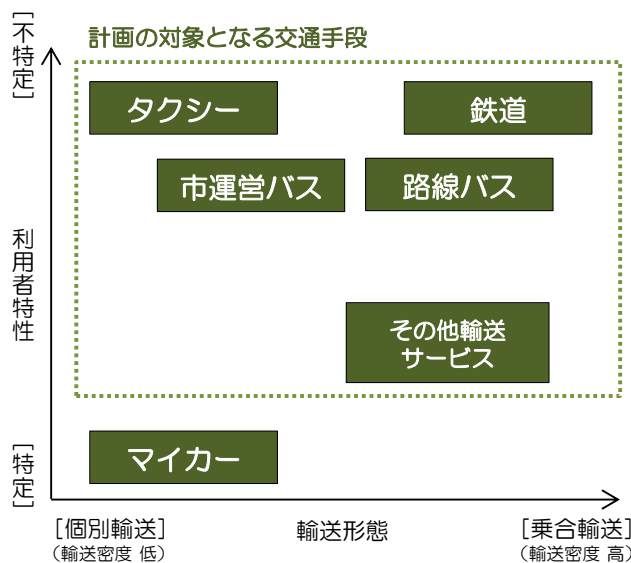 [不特定]
計画の対象となる交通手段
タクシー
鉄道
市運営バス
路線バス
利用者特性
その他輸送
サービス
[特定]
マイカー
[個別輸送]
(輸送密度 低)
輸送形態
[乗合輸送]
(輸送密度 高)